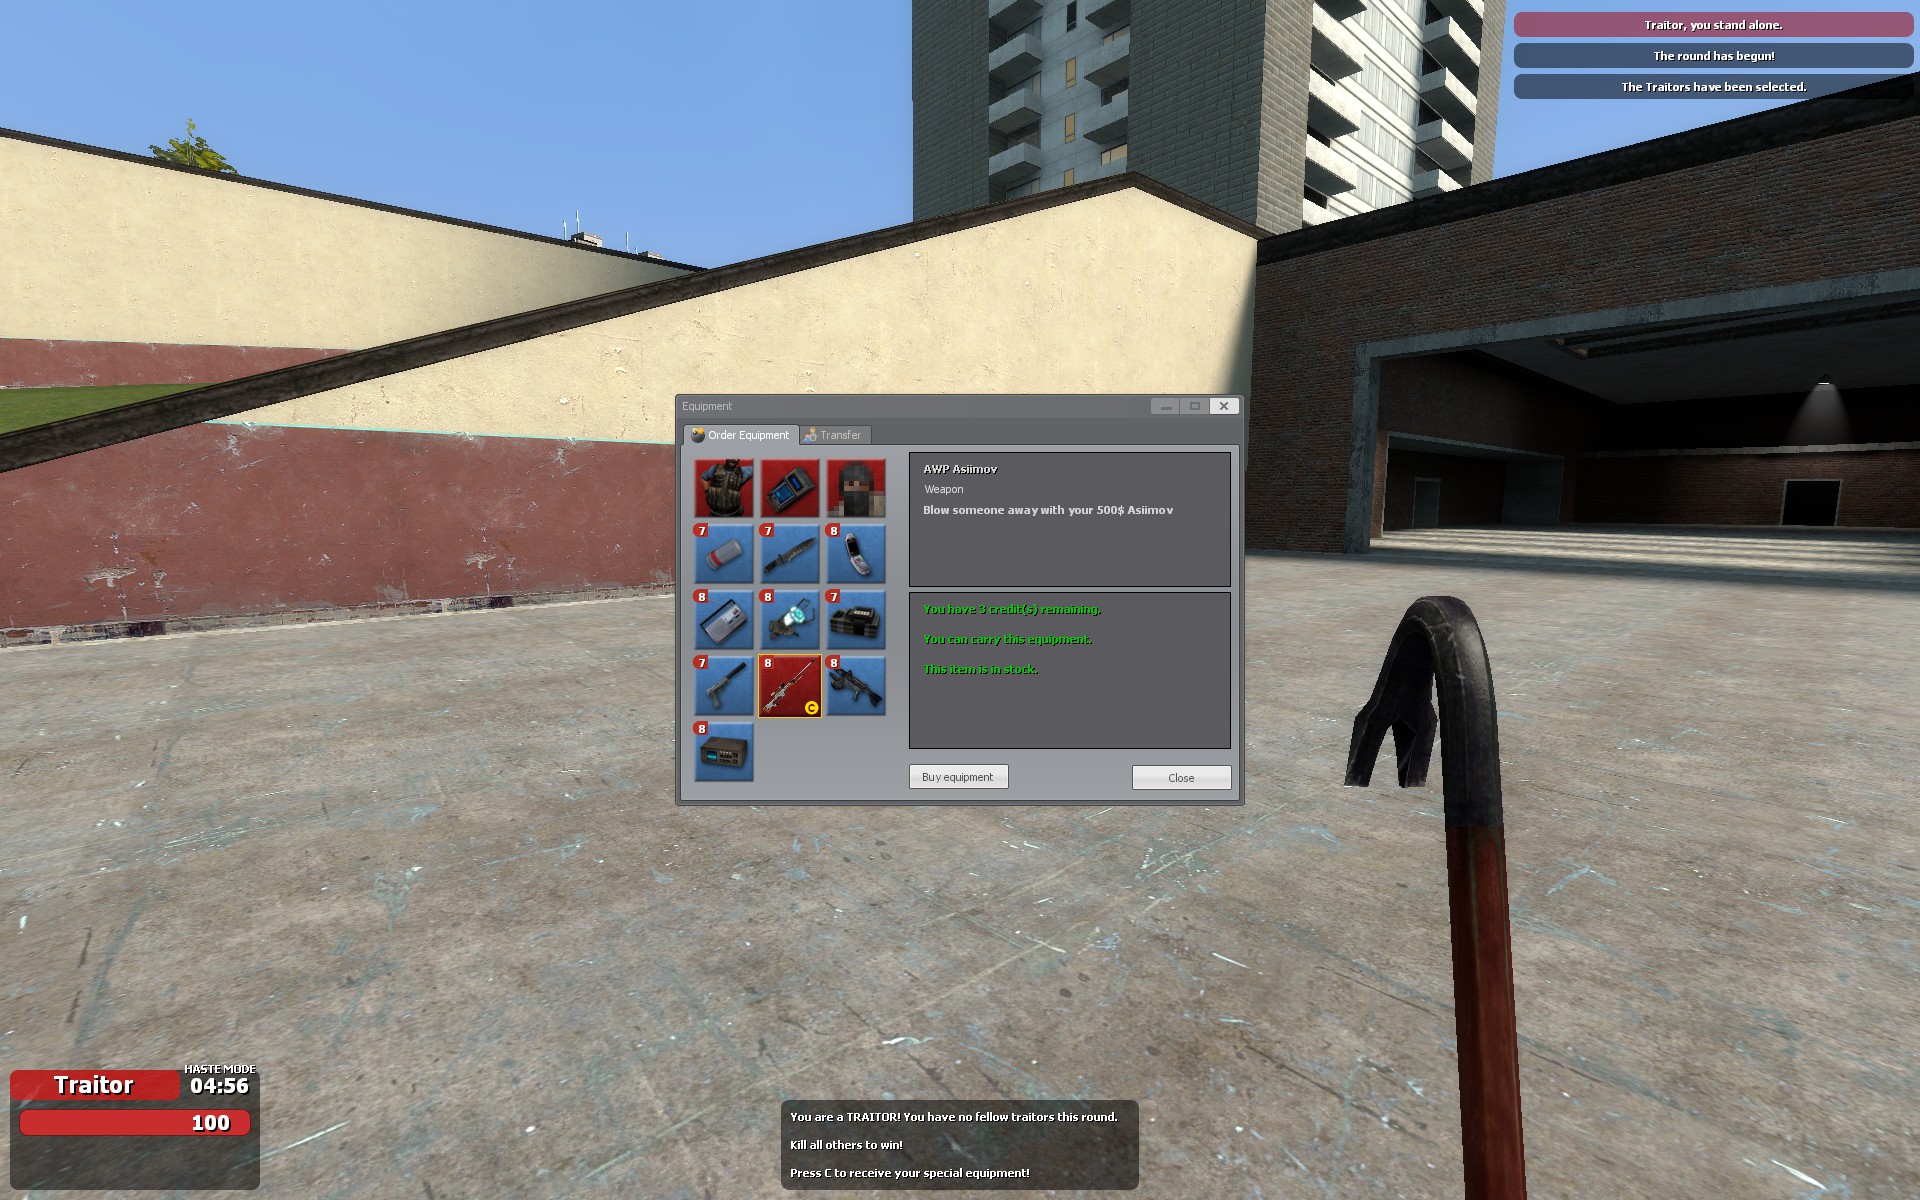 Traitor, you stand alone.
The round has begun!
The Traitors have been selected.
Equipment
Order Equipment
Transfer
7
7
8
8
8
7
7
8
C
8
8
AWP Asiimov
Weapon
Blow someone away with your 500$ Asiimov
You have 3 credit(s) remaining.
You can carry this equipment.
This item is in stock.
Buy equipment
Close
Traitor
HASTE MODE
04:56
100
You are a TRAITOR! You have no fellow traitors this round.
Kill all others to win!
Press C to receive your special equipment!